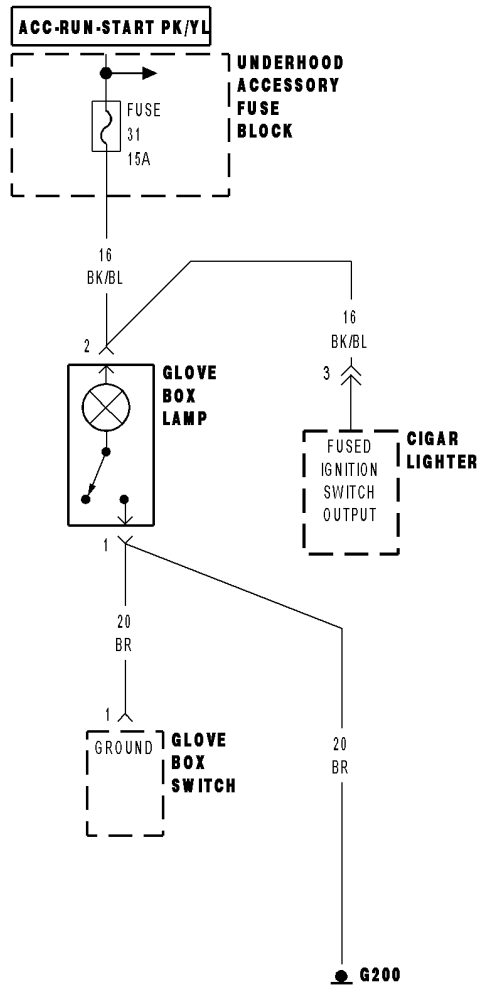 ACC-RUN-START PK/YL
UNDERHOOD
ACCESSORY
FUSE
BLOCK
FUSE
31
15A
16
BK/BL
16
BK/BL
2
3
GLOVE
BOX
LAMP
CIGAR
LIGHTER
FUSED
IGNITION
SWITCH
OUTPUT
1
20
BR
1
GROUND
GLOVE
BOX
SWITCH
20
BR
G200